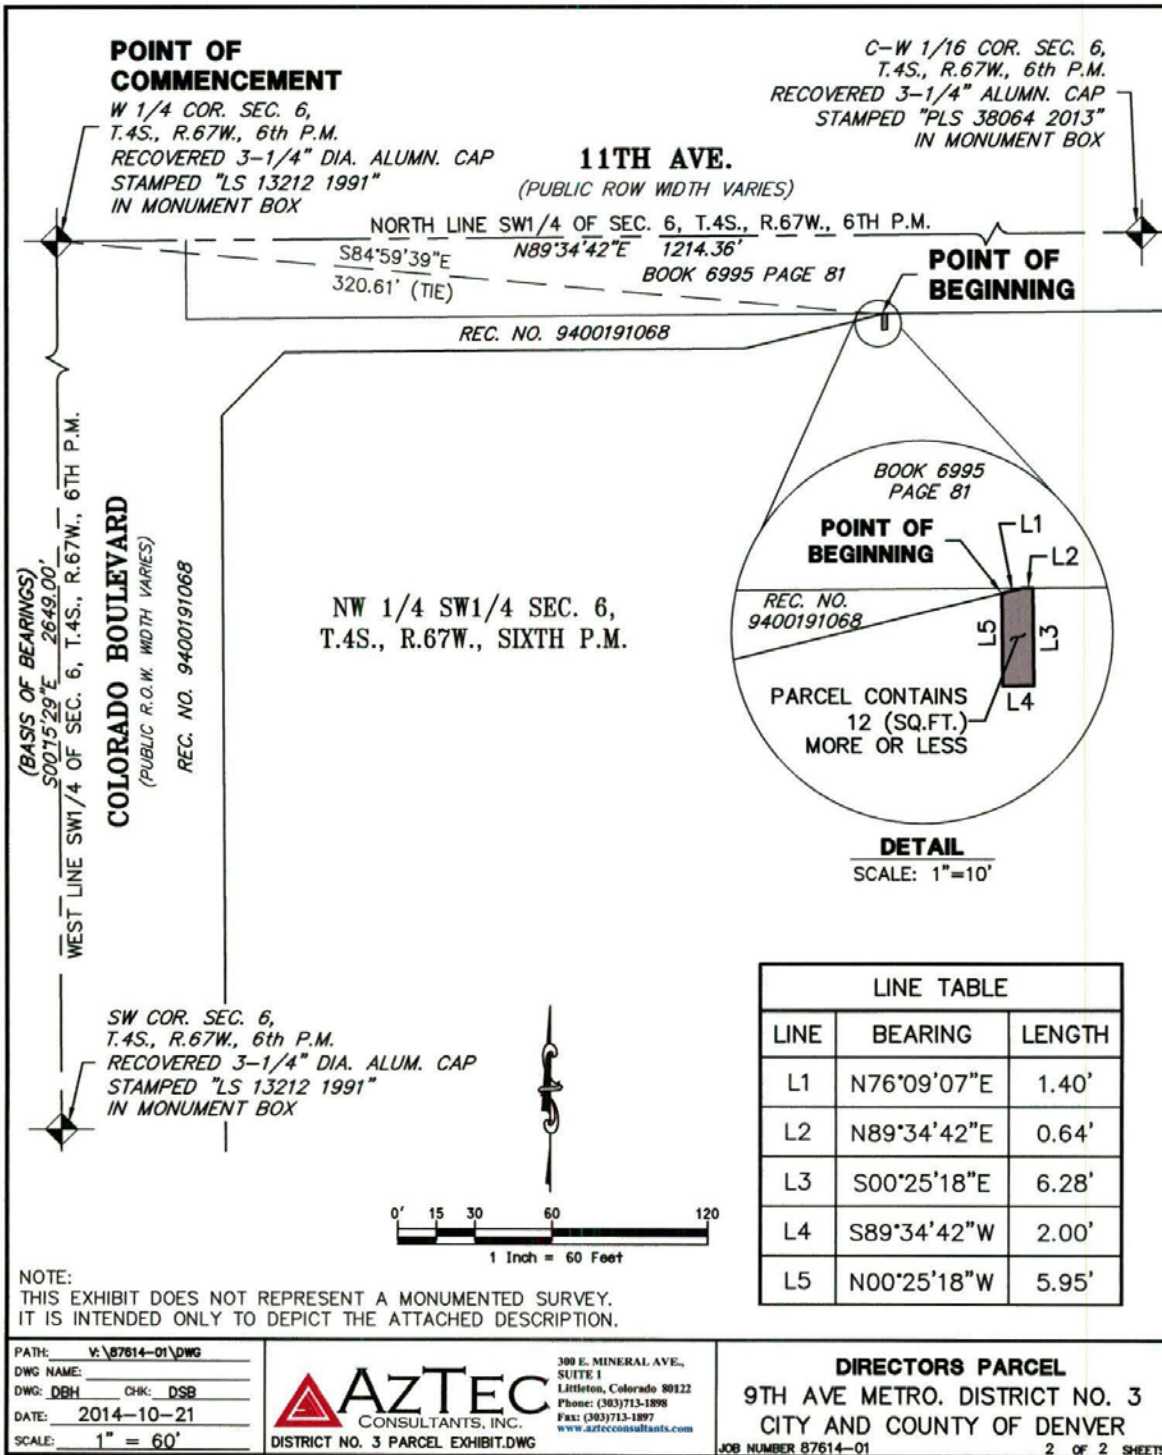 POINT OF
COMMENCEMENT
W 1/4 COR. SEC. 6,
T.4S., R.67W., 6th P.M.
RECOVERED 3-1/4" DIA. ALUMN. CAP
STAMPED "LS 13212 1991"
IN MONUMENT BOX
C-W 1/16 COR. SEC. 6,
T.4S., R.67W., 6th P.M.
RECOVERED 3-1/4" ALUMN. CAP
STAMPED "PLS 38064 2013"
IN MONUMENT BOX
11TH AVE.
(PUBLIC ROW WIDTH VARIES)
NORTH LINE SW1/4 OF SEC. 6, T.4S., R.67W., 6TH P.M.
N89°34'42"E 1214.36'
S84°59'39"E
320.61' (TIE)
BOOK 6995 PAGE 81
POINT OF
BEGINNING
REC. NO. 9400191068
(BASIS OF BEARINGS)
S00°15'29"E 2649.00'
WEST LINE SW1/4 OF SEC. 6, T.4S., R.67W., 6TH P.M.
COLORADO BOULEVARD
(PUBLIC R.O.W. WIDTH VARIES)
REC. NO. 9400191068
NW 1/4 SW1/4 SEC. 6,
T.4S., R.67W., SIXTH P.M.
BOOK 6995
PAGE 81
POINT OF
BEGINNING
L1
L2
REC. NO.
9400191068
L5
L3
L4
PARCEL CONTAINS
12 (SQ.FT.)
MORE OR LESS
DETAIL
SCALE: 1"=10'
SW COR. SEC. 6,
T.4S., R.67W., 6th P.M.
RECOVERED 3-1/4" DIA. ALUM. CAP
STAMPED "LS 13212 1991"
IN MONUMENT BOX
0' 15 30 60 120
1 Inch = 60 Feet
LINE TABLE
LINE BEARING LENGTH
L1 N76°09'07"E 1.40'
L2 N89°34'42"E 0.64'
L3 S00°25'18"E 6.28'
L4 S89°34'42"W 2.00'
L5 N00°25'18"W 5.95'
NOTE:
THIS EXHIBIT DOES NOT REPRESENT A MONUMENTED SURVEY.
IT IS INTENDED ONLY TO DEPICT THE ATTACHED DESCRIPTION.
PATH: V:\87614-01\DWG
DWG NAME:
DWG: DBH CHK: DSB
DATE: 2014-10-21
SCALE: 1" = 60'
AZTEC
CONSULTANTS, INC.
DISTRICT NO. 3 PARCEL EXHIBIT.DWG
300 E. MINERAL AVE.,
SUITE 1
Littleton, Colorado 80122
Phone: (303)713-1898
Fax: (303)713-1897
www.aztecconsultants.com
DIRECTORS PARCEL
9TH AVE METRO. DISTRICT NO. 3
CITY AND COUNTY OF DENVER
JOB NUMBER 87614-01 2 OF 2 SHEETS